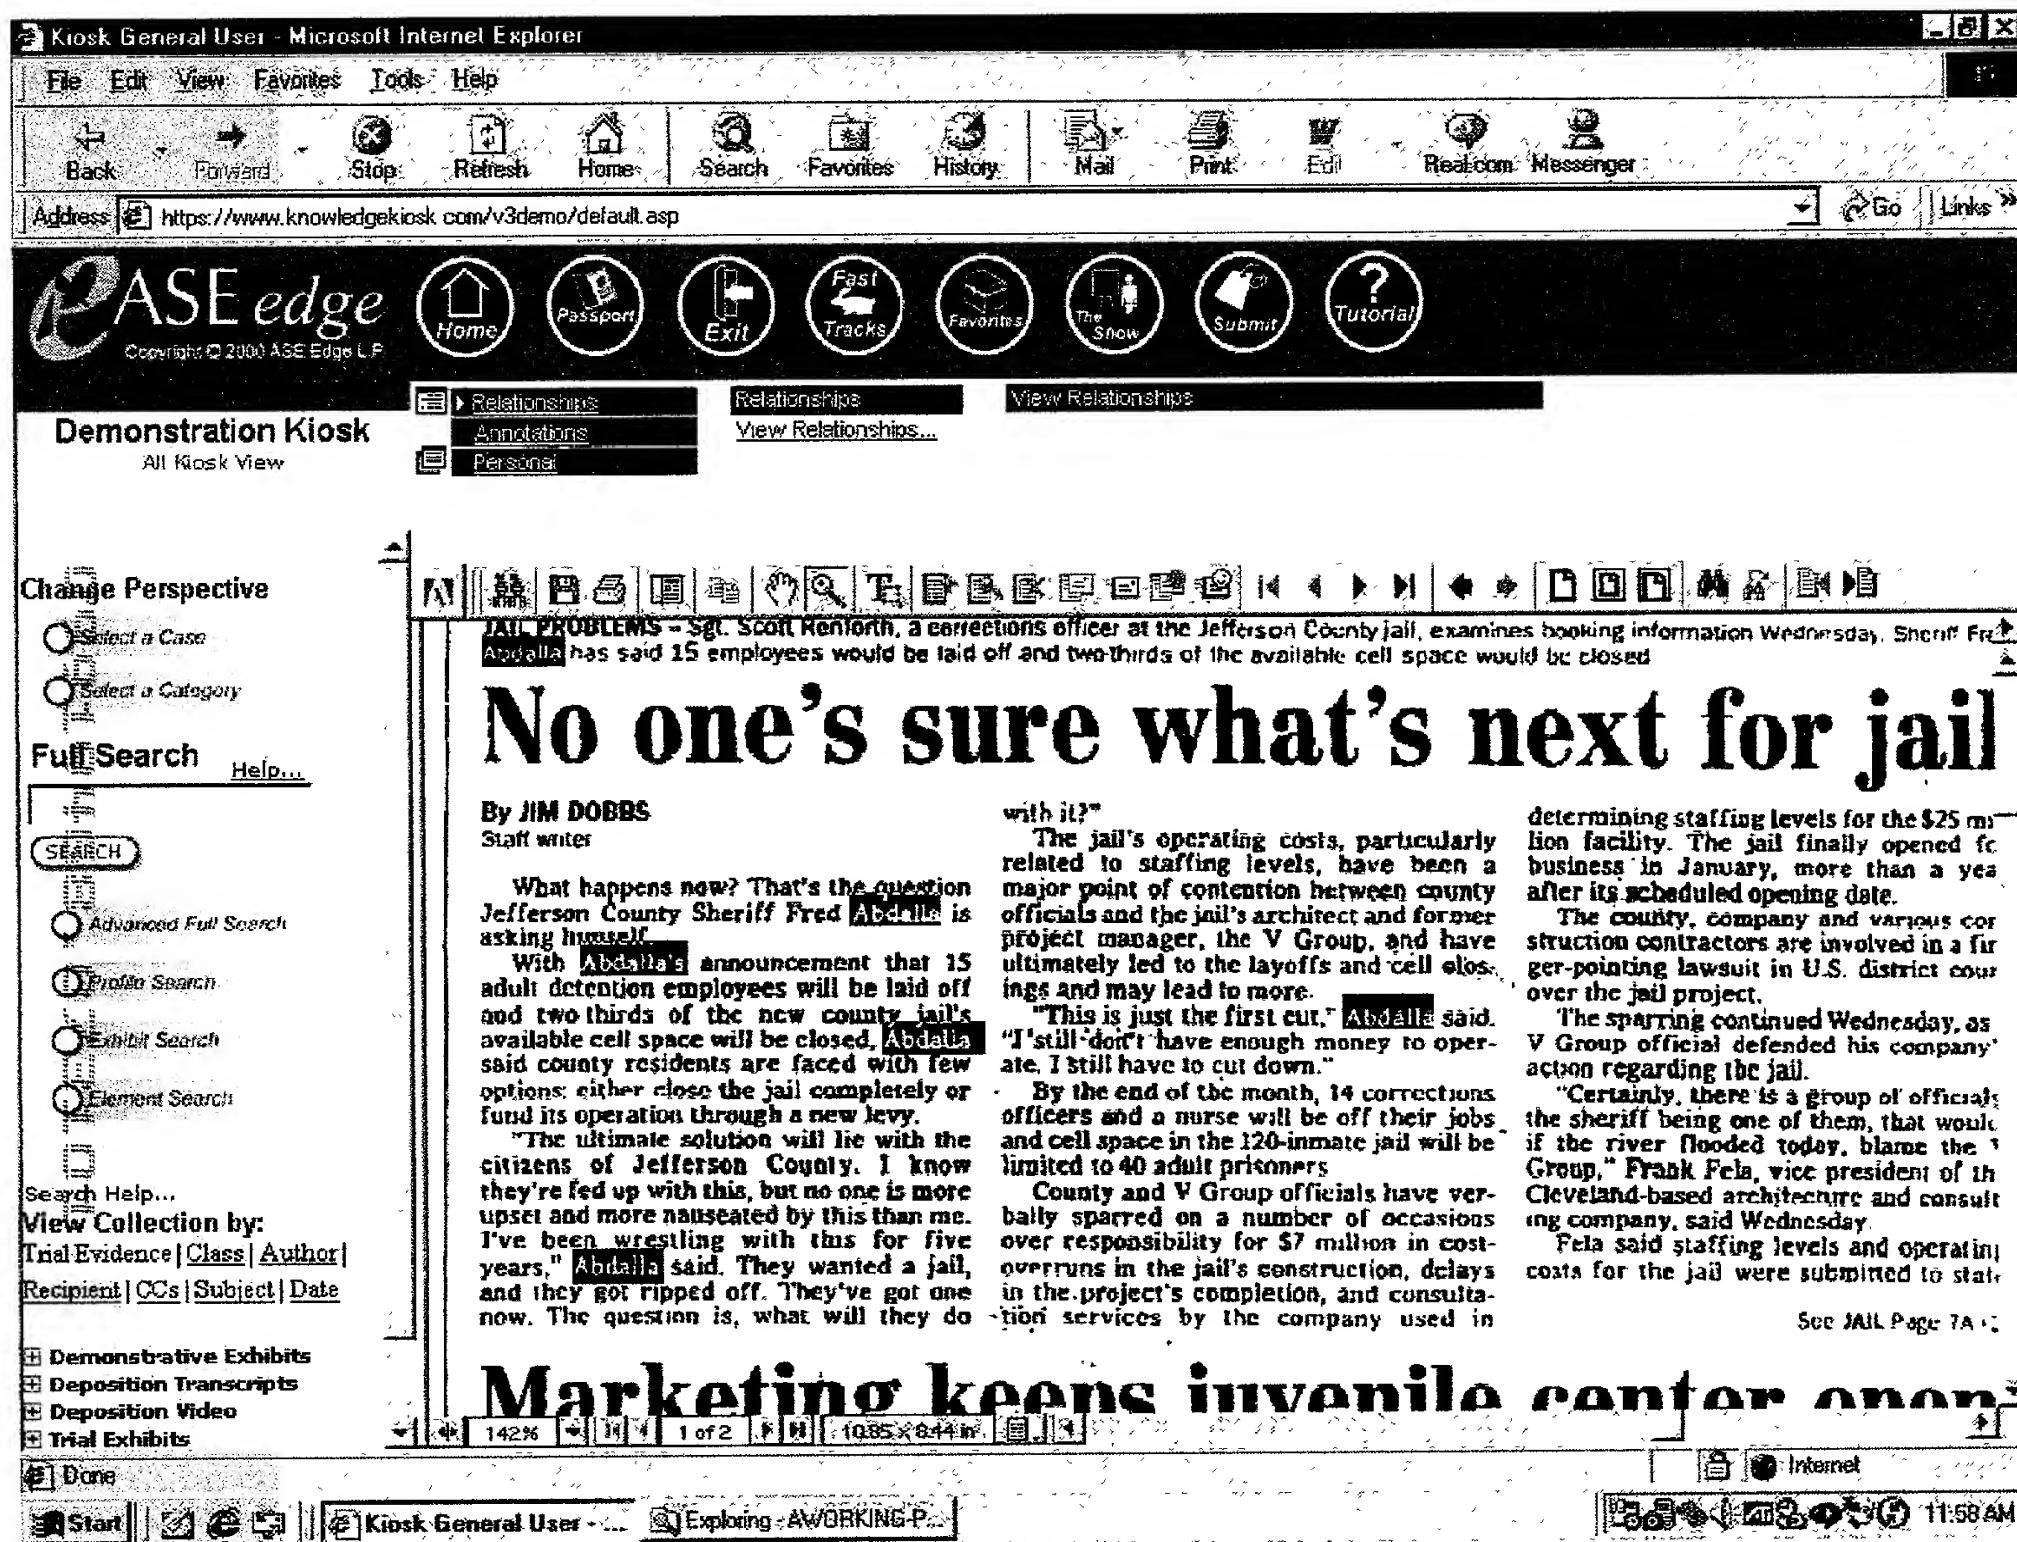 Kiosk General User - Microsoft Internet Explorer
File Edit View Favorites Tools Help
Back Forward Stop Refresh Home Search Favorites History Mail Print Edit Real.com Messenger
Address https://www.knowledgekiosk.com/v3demo/default.asp Go Links »
ASE edge
Copyright © 2000 ASE Edge L.P.
Home Passport Exit Fast Tracks Favorites The Show Submit ? Tutorial
Relationships Relationships View Relationships
Annotations View Relationships...
Personal
Demonstration Kiosk
All Kiosk View
Change Perspective
Select a Case
Select a Category
Full Search Help...
SEARCH
Advanced Full Search
Profile Search
Exhibit Search
Element Search
Search Help...
View Collection by:
Trial Evidence | Class | Author |
Recipient | CCs | Subject | Date
Demonstrative Exhibits
Deposition Transcripts
Deposition Video
Trial Exhibits
JAIL PROBLEMS – Sgt. Scott Renforth, a corrections officer at the Jefferson County jail, examines booking information Wednesday. Sheriff Fre
Abdalla has said 15 employees would be laid off and two-thirds of the available cell space would be closed
No one's sure what's next for jail
By JIM DOBBS
Staff writer
What happens now? That's the question
Jefferson County Sheriff Fred Abdalla is
asking himself.
With Abdalla's announcement that 15
adult detention employees will be laid off
and two-thirds of the new county jail's
available cell space will be closed, Abdalla
said county residents are faced with few
options: either close the jail completely or
fund its operation through a new levy.
"The ultimate solution will lie with the
citizens of Jefferson County. I know
they're fed up with this, but no one is more
upset and more nauseated by this than me.
I've been wrestling with this for five
years," Abdalla said. They wanted a jail,
and they got ripped off. They've got one
now. The question is, what will they do
with it?"
The jail's operating costs, particularly
related to staffing levels, have been a
major point of contention between county
officials and the jail's architect and former
project manager, the V Group, and have
ultimately led to the layoffs and cell clos-
ings and may lead to more.
"This is just the first cut," Abdalla said.
"I still don't have enough money to oper-
ate, I still have to cut down."
By the end of the month, 14 corrections
officers and a nurse will be off their jobs
and cell space in the 120-inmate jail will be
limited to 40 adult prisoners
County and V Group officials have ver-
bally sparred on a number of occasions
over responsibility for $7 million in cost-
overruns in the jail's construction, delays
in the project's completion, and consulta-
tion services by the company used in
determining staffing levels for the $25 mi
lion facility. The jail finally opened fo
business in January, more than a yea
after its scheduled opening date.
The county, company and various con
struction contractors are involved in a fin
ger-pointing lawsuit in U.S. district cour
over the jail project.
The sparring continued Wednesday, as
V Group official defended his company'
action regarding the jail.
"Certainly, there is a group of officials
the sheriff being one of them, that would
if the river flooded today, blame the V
Group," Frank Fela, vice president of th
Cleveland-based architecture and consult
ing company, said Wednesday.
Fela said staffing levels and operating
costs for the jail were submitted to state
See JAIL Page 7A
Marketing keeps juvenile center open
142% 1 of 2 10.85 x 8.44 in
Done Internet
Start Kiosk General User - ... Exploring - AWORKING-P... 11:58 AM